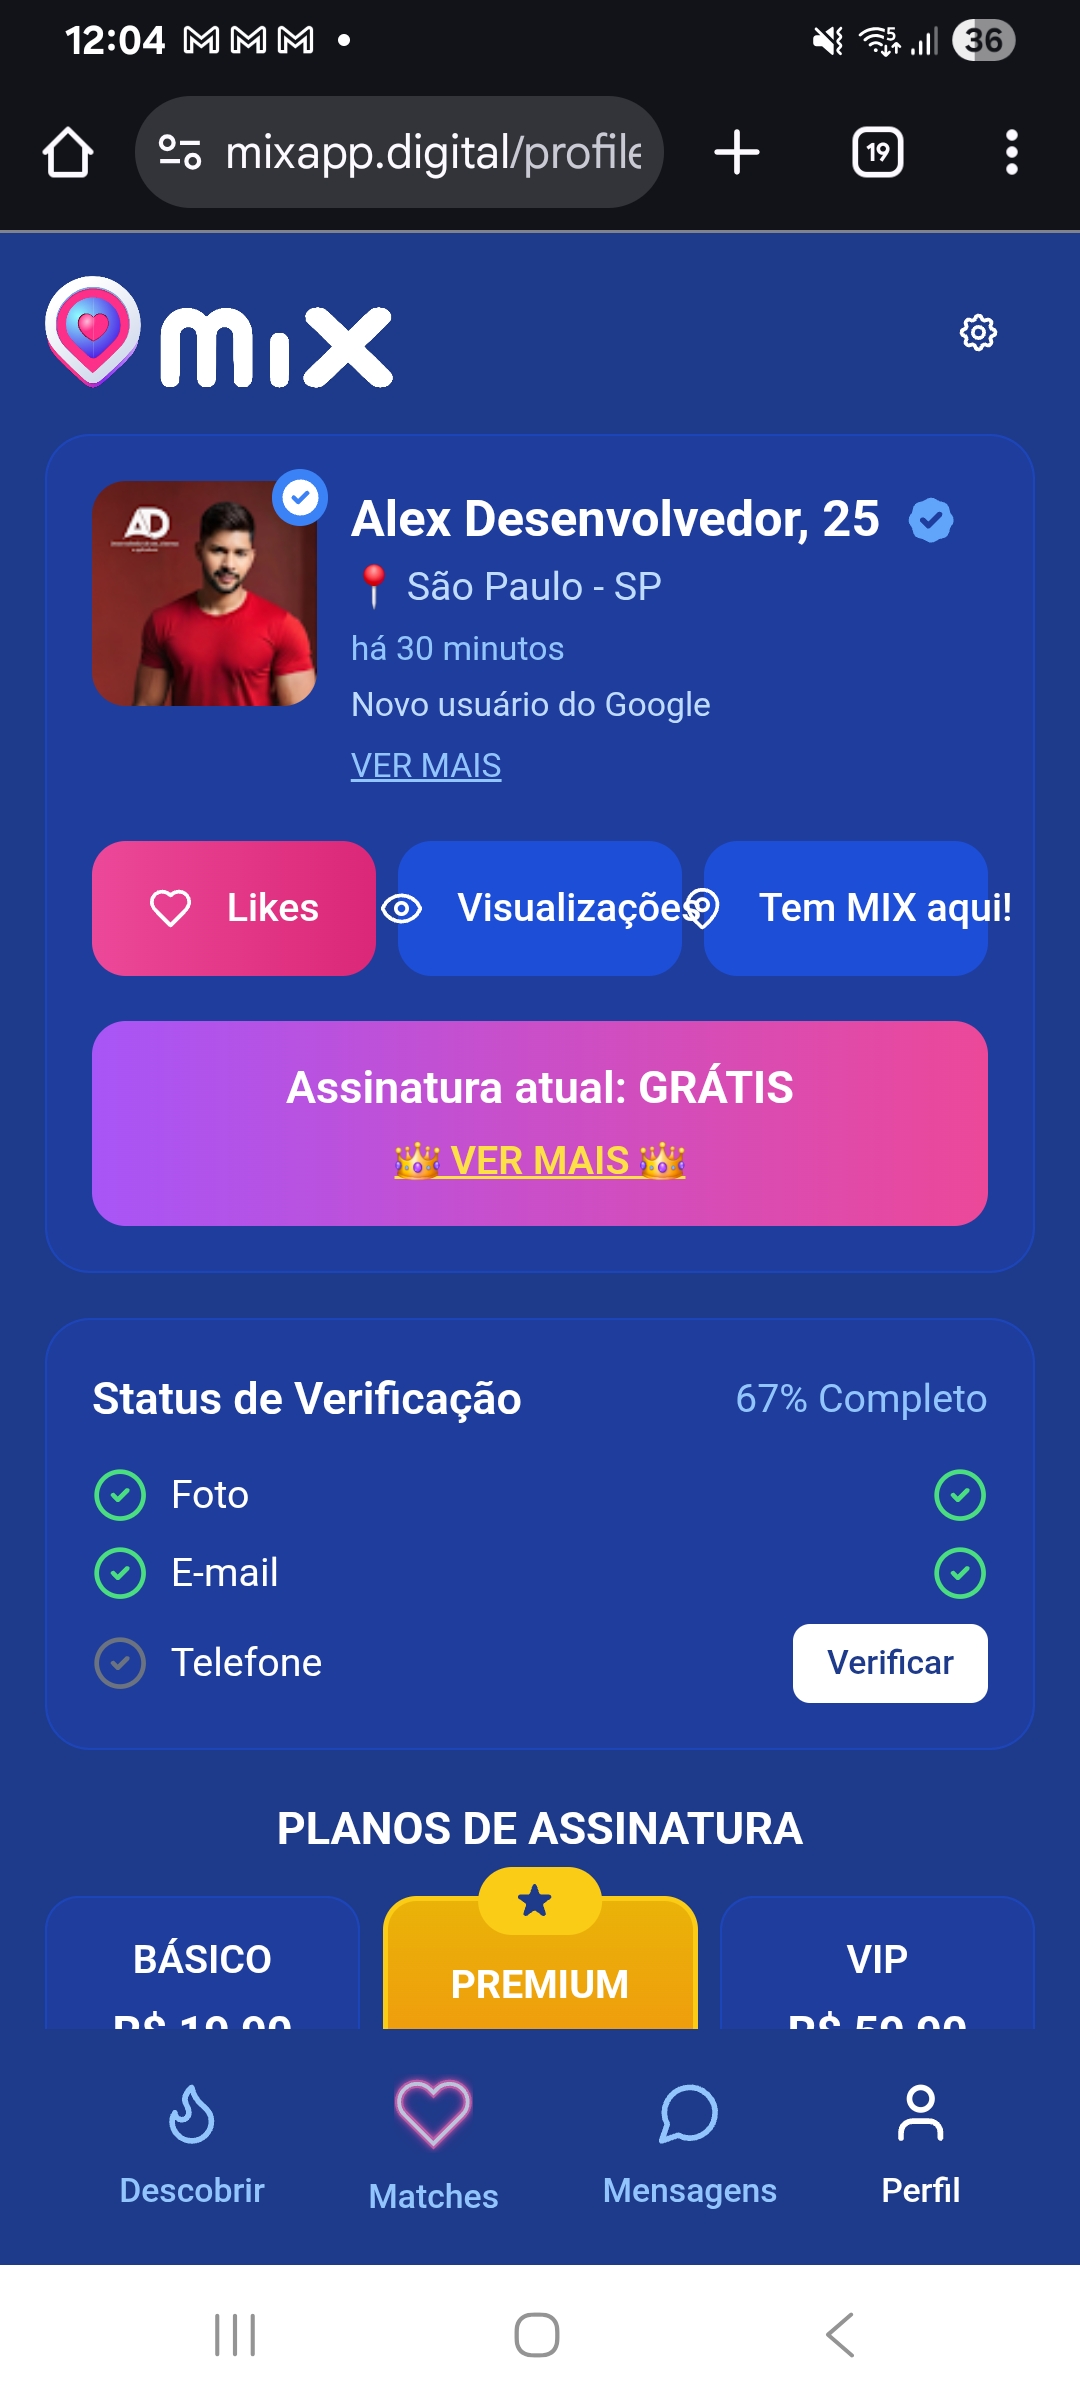 12:04
5
36
mixapp.digital/profile
19
mix
AD
Alex Desenvolvedor, 25
📍 São Paulo - SP
há 30 minutos
Novo usuário do Google
VER MAIS
Likes
Visualizações
Tem MIX aqui!
Assinatura atual: GRÁTIS
👑 VER MAIS 👑
Status de Verificação
67% Completo
Foto
E-mail
Telefone
Verificar
PLANOS DE ASSINATURA
BÁSICO
PREMIUM
VIP
Descobrir
Matches
Mensagens
Perfil